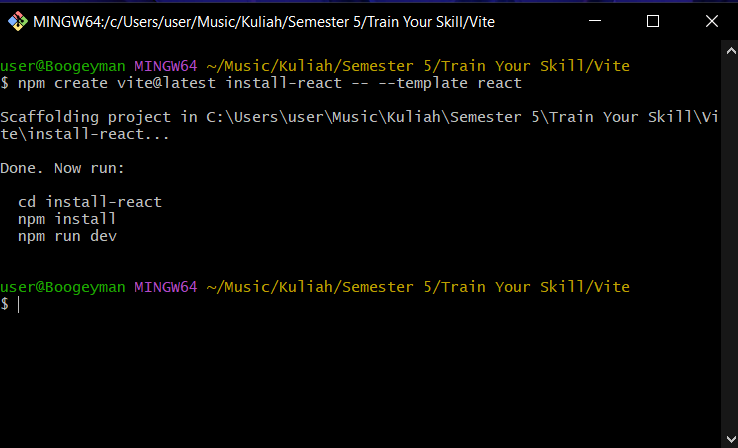 MINGW64:/c/Users/user/Music/Kuliah/Semester 5/Train Your Skill/Vite
user@Boogeyman MINGW64 ~/Music/Kuliah/Semester 5/Train Your Skill/Vite
$ npm create vite@latest install-react -- --template react
Scaffolding project in C:\Users\user\Music\Kuliah\Semester 5\Train Your Skill\Vi
te\install-react...
Done. Now run:
cd install-react
npm install
npm run dev
user@Boogeyman MINGW64 ~/Music/Kuliah/Semester 5/Train Your Skill/Vite
$